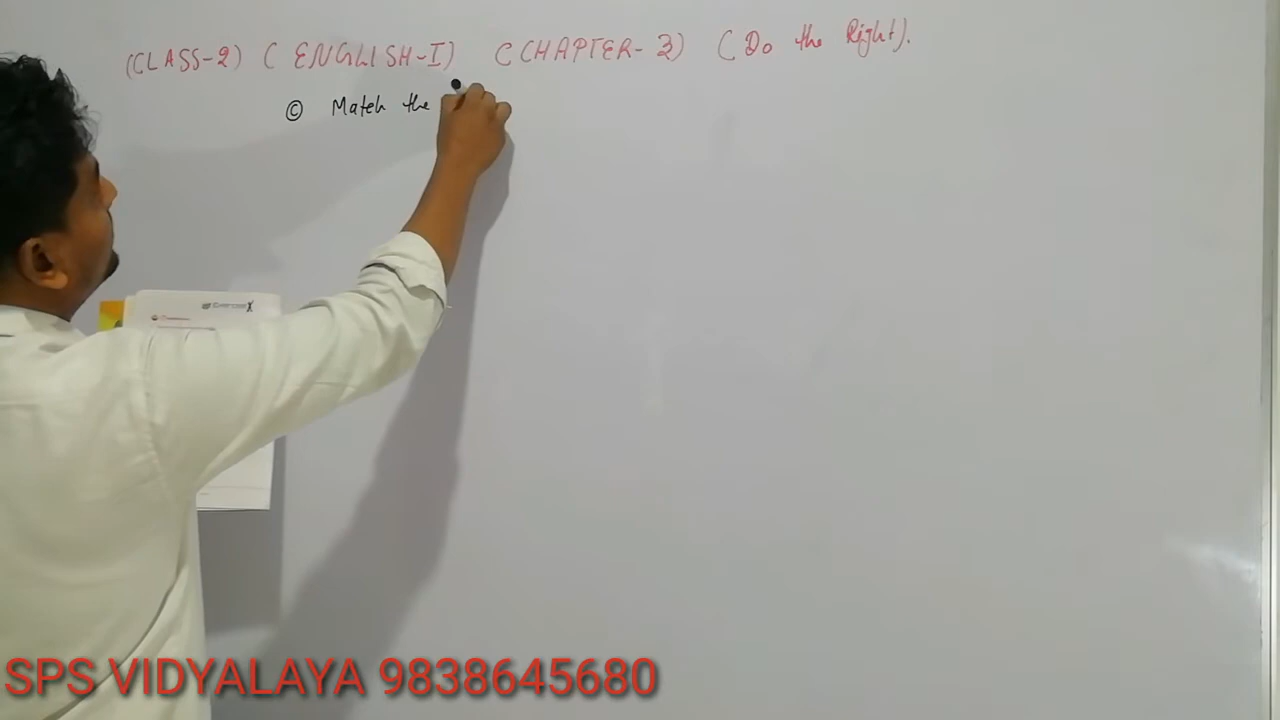 (CLASS-2) ( ENGLISH-I) (CHAPTER-3) (Do the Right).
© Match the
SPS VIDYALAYA 9838645680